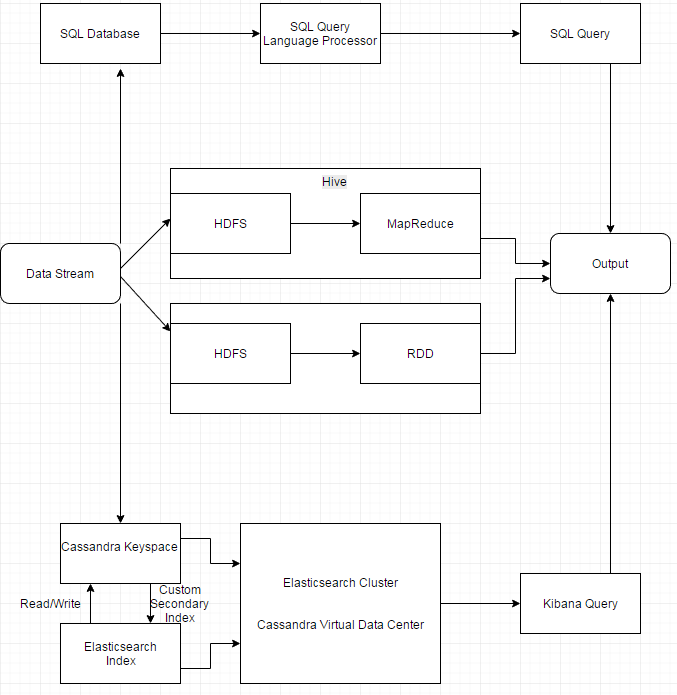 SQL Database
SQL Query
Language Processor
SQL Query
Hive
HDFS
MapReduce
Data Stream
Output
HDFS
RDD
Cassandra Keyspace
Read/Write
Custom
Secondary
Index
Elasticsearch
Index
Elasticsearch Cluster
Cassandra Virtual Data Center
Kibana Query